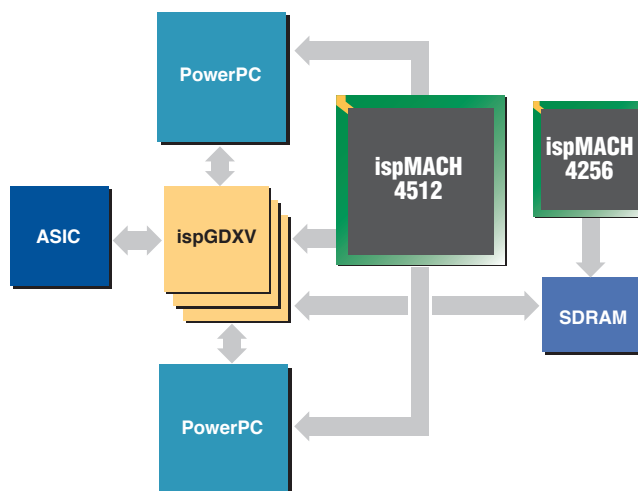 PowerPC
ispMACH
4512
ispMACH
4256
ASIC
ispGDXV
SDRAM
PowerPC